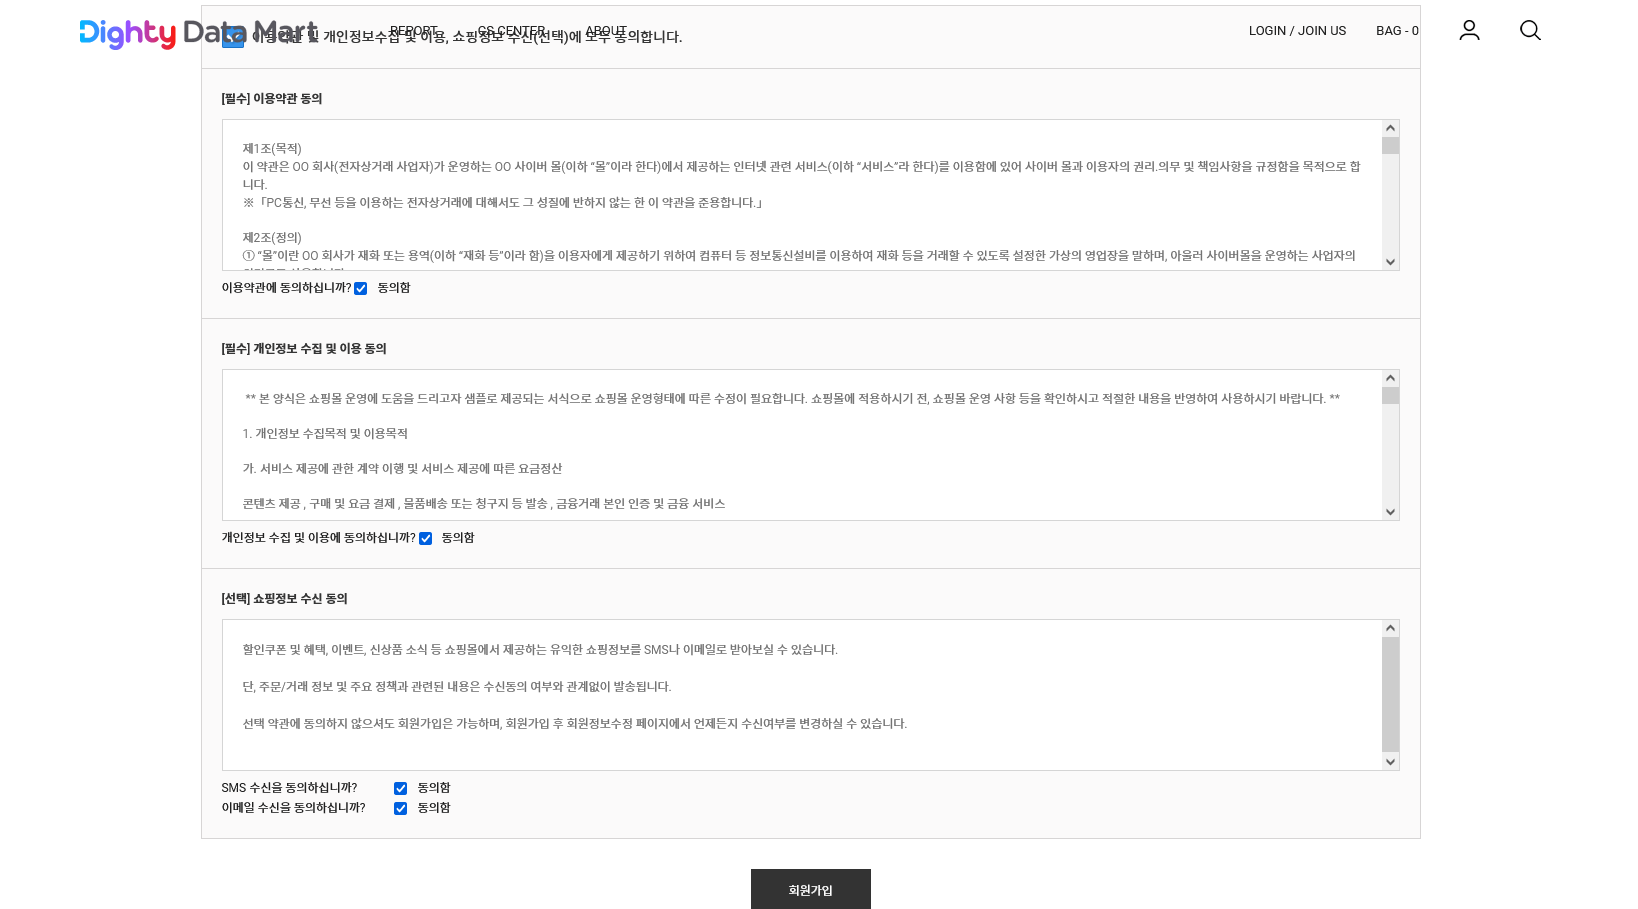 Dighty Data Mart
REPORT
CS CENTER
ABOUT
LOGIN / JOIN US
BAG - 0
이용약관 및 개인정보수집 및 이용, 쇼핑정보 수신(선택)에 모두 동의합니다.
[필수] 이용약관 동의
제1조(목적)
이 약관은 OO 회사(전자상거래 사업자)가 운영하는 OO 사이버 몰(이하 “몰”이라 한다)에서 제공하는 인터넷 관련 서비스(이하 “서비스”라 한다)를 이용함에 있어 사이버 몰과 이용자의 권리.의무 및 책임사항을 규정함을 목적으로 합
니다.
※「PC통신, 무선 등을 이용하는 전자상거래에 대해서도 그 성질에 반하지 않는 한 이 약관을 준용합니다.」
제2조(정의)
① “몰”이란 OO 회사가 재화 또는 용역(이하 “재화 등”이라 함)을 이용자에게 제공하기 위하여 컴퓨터 등 정보통신설비를 이용하여 재화 등을 거래할 수 있도록 설정한 가상의 영업장을 말하며, 아울러 사이버몰을 운영하는 사업자의
이용약관에 동의하십니까? 동의함
[필수] 개인정보 수집 및 이용 동의
** 본 양식은 쇼핑몰 운영에 도움을 드리고자 샘플로 제공되는 서식으로 쇼핑몰 운영형태에 따른 수정이 필요합니다. 쇼핑몰에 적용하시기 전, 쇼핑몰 운영 사항 등을 확인하시고 적절한 내용을 반영하여 사용하시기 바랍니다. **
1. 개인정보 수집목적 및 이용목적
가. 서비스 제공에 관한 계약 이행 및 서비스 제공에 따른 요금정산
콘텐츠 제공 , 구매 및 요금 결제 , 물품배송 또는 청구지 등 발송 , 금융거래 본인 인증 및 금융 서비스
개인정보 수집 및 이용에 동의하십니까? 동의함
[선택] 쇼핑정보 수신 동의
할인쿠폰 및 혜택, 이벤트, 신상품 소식 등 쇼핑몰에서 제공하는 유익한 쇼핑정보를 SMS나 이메일로 받아보실 수 있습니다.
단, 주문/거래 정보 및 주요 정책과 관련된 내용은 수신동의 여부와 관계없이 발송됩니다.
선택 약관에 동의하지 않으셔도 회원가입은 가능하며, 회원가입 후 회원정보수정 페이지에서 언제든지 수신여부를 변경하실 수 있습니다.
SMS 수신을 동의하십니까? 동의함
이메일 수신을 동의하십니까? 동의함
회원가입